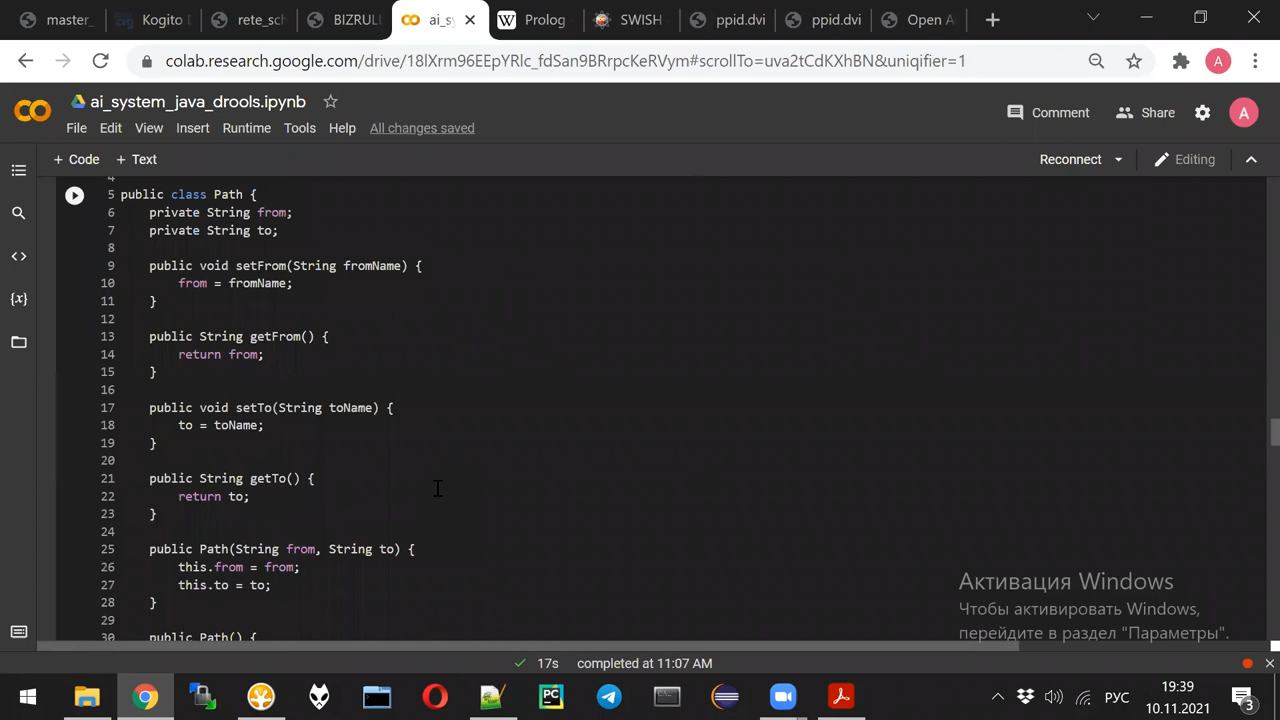 master_
Kogito D
rete_sch
BIZRULL
ai_sy
Prolog
SWISH
ppid.dvi
ppid.dvi
Open A
colab.research.google.com/drive/18lXrm96EEpYRlc_fdSan9BRrpcKeRVym#scrollTo=uva2tCdKXhBN&uniqifier=1
A
ai_system_java_drools.ipynb
Comment
Share
A
File Edit View Insert Runtime Tools Help All changes saved
+ Code + Text
Reconnect
Editing
4
5 public class Path {
6 private String from;
7 private String to;
8
9 public void setFrom(String fromName) {
10 from = fromName;
11 }
12
13 public String getFrom() {
14 return from;
15 }
16
17 public void setTo(String toName) {
18 to = toName;
19 }
20
21 public String getTo() {
22 return to;
23 }
24
25 public Path(String from, String to) {
26 this.from = from;
27 this.to = to;
28 }
29
30 public Path() {
Активация Windows
Чтобы активировать Windows,
перейдите в раздел "Параметры".
17s completed at 11:07 AM
PC
РУС
19:39
10.11.2021
3